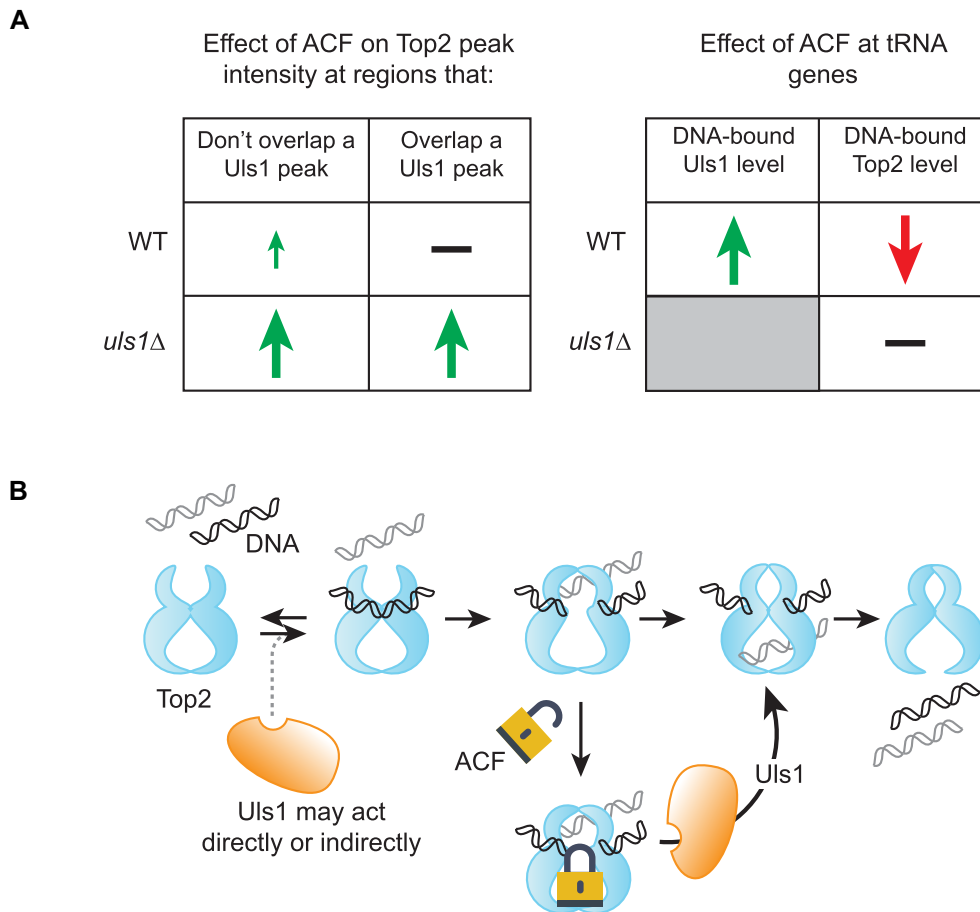 A
Effect of ACF on Top2 peak
intensity at regions that:
Don't overlap a
Uls1 peak
Overlap a
Uls1 peak
WT
uls1Δ
Effect of ACF at tRNA
genes
DNA-bound
Uls1 level
DNA-bound
Top2 level
WT
uls1Δ
B
DNA
Top2
Uls1 may act
directly or indirectly
ACF
Uls1